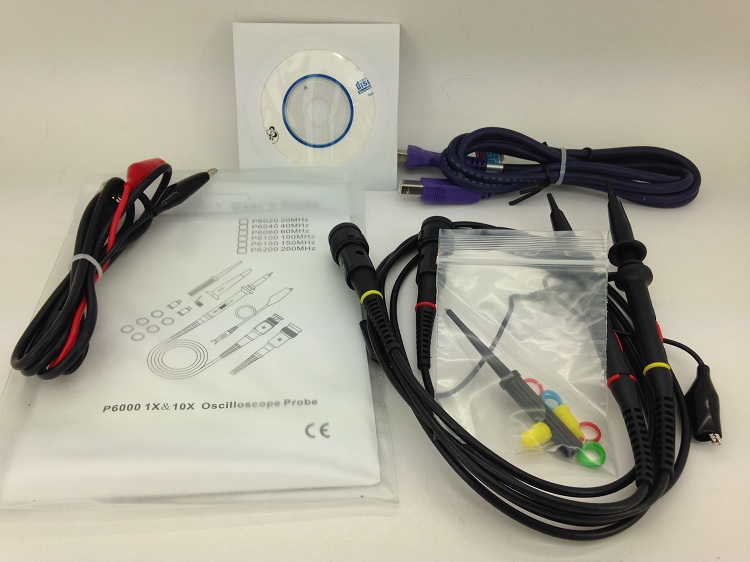 P6020 20MHz
P6040 40MHz
P6060 60MHz
P6100 100MHz
P6150 150MHz
P6200 200MHz
P6000 1X&10X Oscilloscope Probe
CE